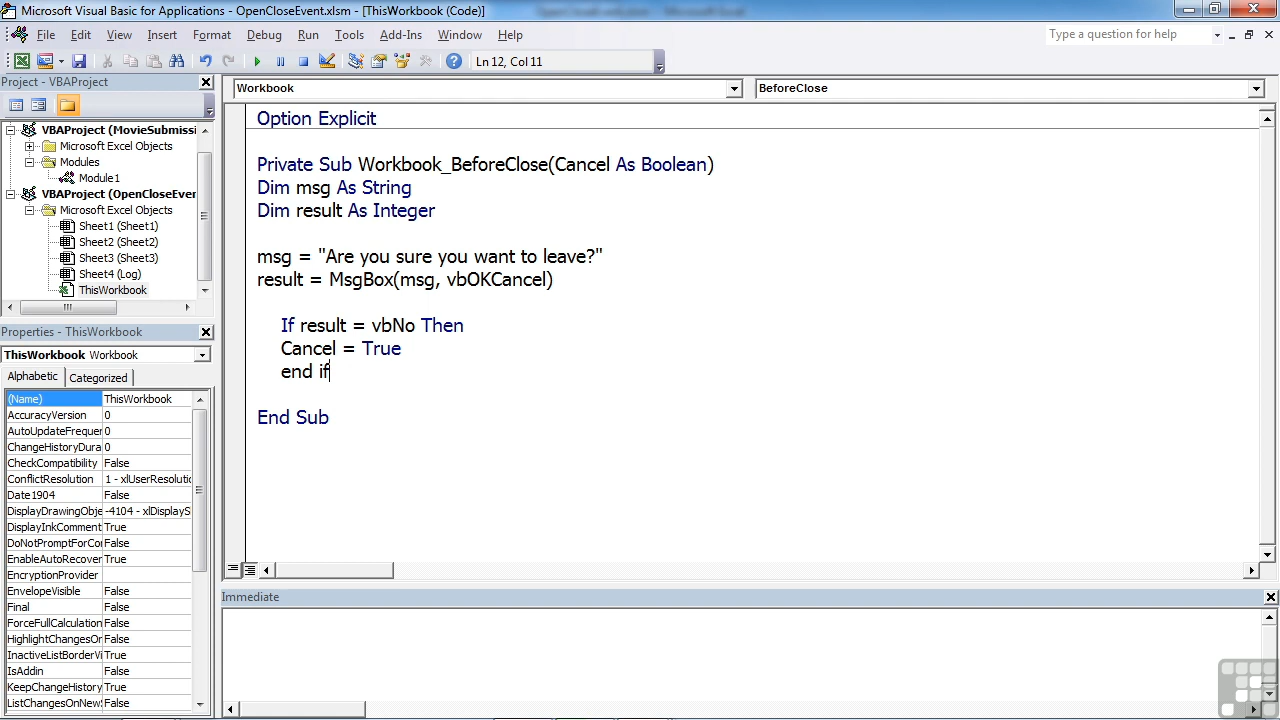 Microsoft Visual Basic for Applications - OpenCloseEvent.xlsm - [ThisWorkbook (Code)]
File Edit View Insert Format Debug Run Tools Add-Ins Window Help
Type a question for help
Ln 12, Col 11
Project - VBAProject
Workbook
BeforeClose
VBAProject (MovieSubmissi
Microsoft Excel Objects
Modules
Module1
VBAProject (OpenCloseEven
Microsoft Excel Objects
Sheet1 (Sheet1)
Sheet2 (Sheet2)
Sheet3 (Sheet3)
Sheet4 (Log)
ThisWorkbook
Option Explicit
Private Sub Workbook_BeforeClose(Cancel As Boolean)
Dim msg As String
Dim result As Integer
msg = "Are you sure you want to leave?"
result = MsgBox(msg, vbOKCancel)
If result = vbNo Then
Cancel = True
end if
End Sub
Properties - ThisWorkbook
ThisWorkbook Workbook
Alphabetic Categorized
(Name) ThisWorkbook
AccuracyVersion 0
AutoUpdateFrequen 0
ChangeHistoryDura 0
CheckCompatibility False
ConflictResolution 1 - xlUserResolutio
Date1904 False
DisplayDrawingObje -4104 - xlDisplayS
DisplayInkComment True
DoNotPromptForCo False
EnableAutoRecover True
EncryptionProvider
EnvelopeVisible False
Final False
ForceFullCalculation False
HighlightChangesOn False
InactiveListBorderVi True
IsAddin False
KeepChangeHistory True
ListChangesOnNew False
Immediate